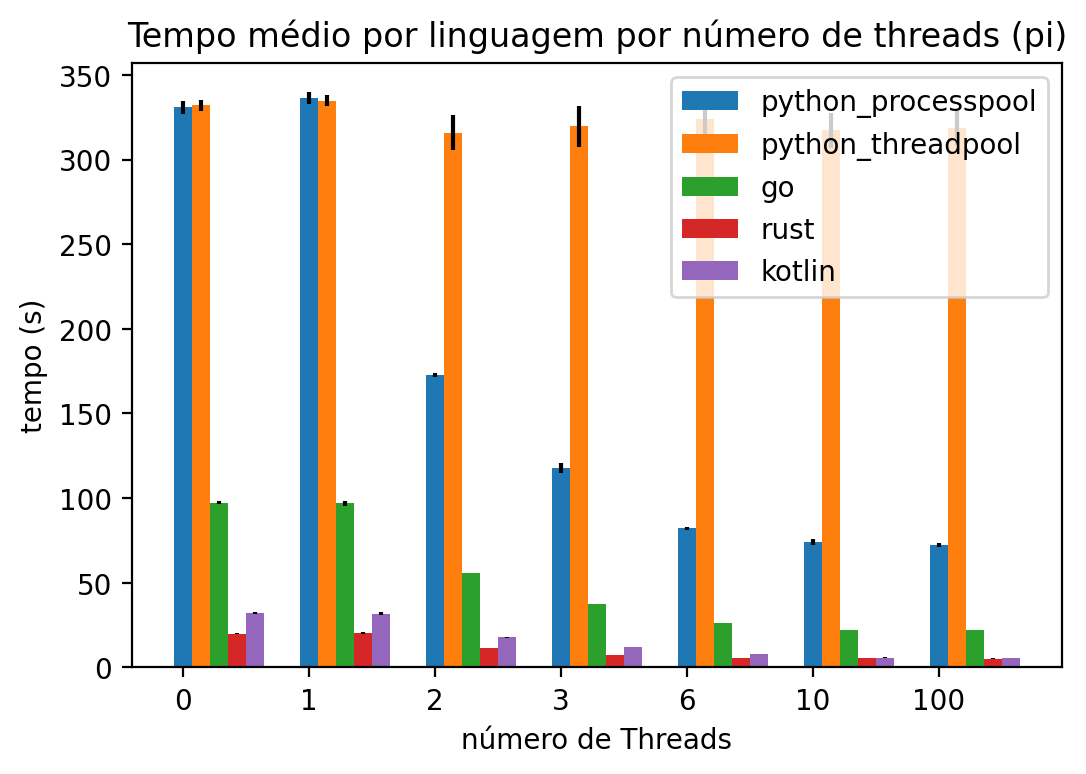 Tempo médio por linguagem por número de threads (pi)
350
300
250
200
150
100
50
0
tempo (s)
python_processpool
python_threadpool
go
rust
kotlin
0 1 2 3 6 10 100
número de Threads